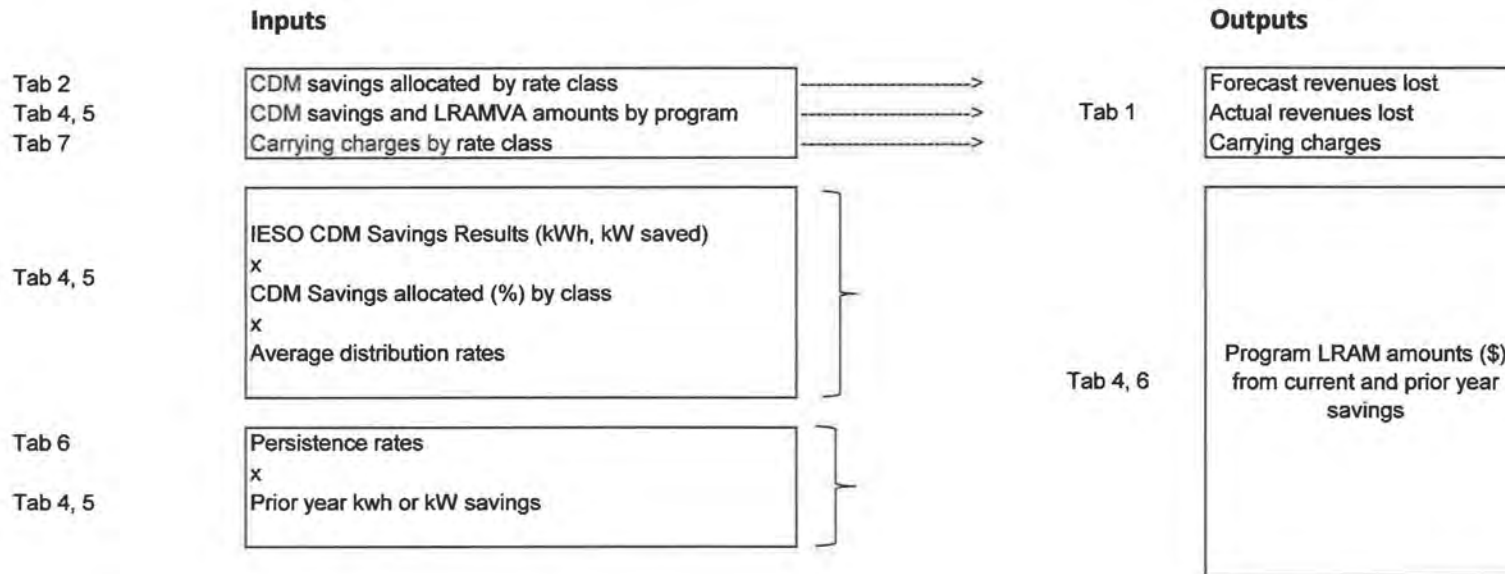 Inputs
Outputs
Tab 2
CDM savings allocated by rate class
Forecast revenues lost
Tab 4, 5
CDM savings and LRAMVA amounts by program
Tab 1
Actual revenues lost
Tab 7
Carrying charges by rate class
Carrying charges
Tab 4, 5
IESO CDM Savings Results (kWh, kW saved)
x
CDM Savings allocated (%) by class
x
Average distribution rates
Tab 4, 6
Program LRAM amounts ($)
from current and prior year
savings
Tab 6
Persistence rates
x
Tab 4, 5
Prior year kwh or kW savings